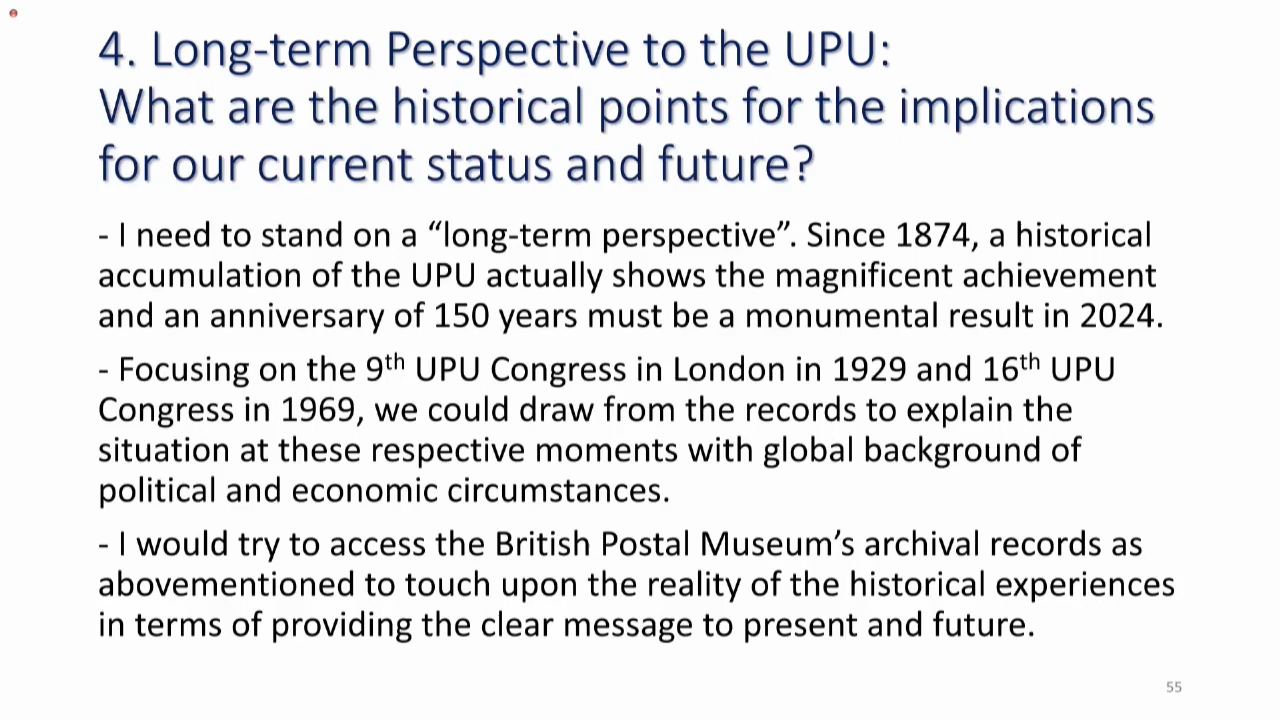 4. Long-term Perspective to the UPU:
What are the historical points for the implications
for our current status and future?
- I need to stand on a “long-term perspective”. Since 1874, a historical
accumulation of the UPU actually shows the magnificent achievement
and an anniversary of 150 years must be a monumental result in 2024.
- Focusing on the 9th UPU Congress in London in 1929 and 16th UPU
Congress in 1969, we could draw from the records to explain the
situation at these respective moments with global background of
political and economic circumstances.
- I would try to access the British Postal Museum’s archival records as
abovementioned to touch upon the reality of the historical experiences
in terms of providing the clear message to present and future.
55